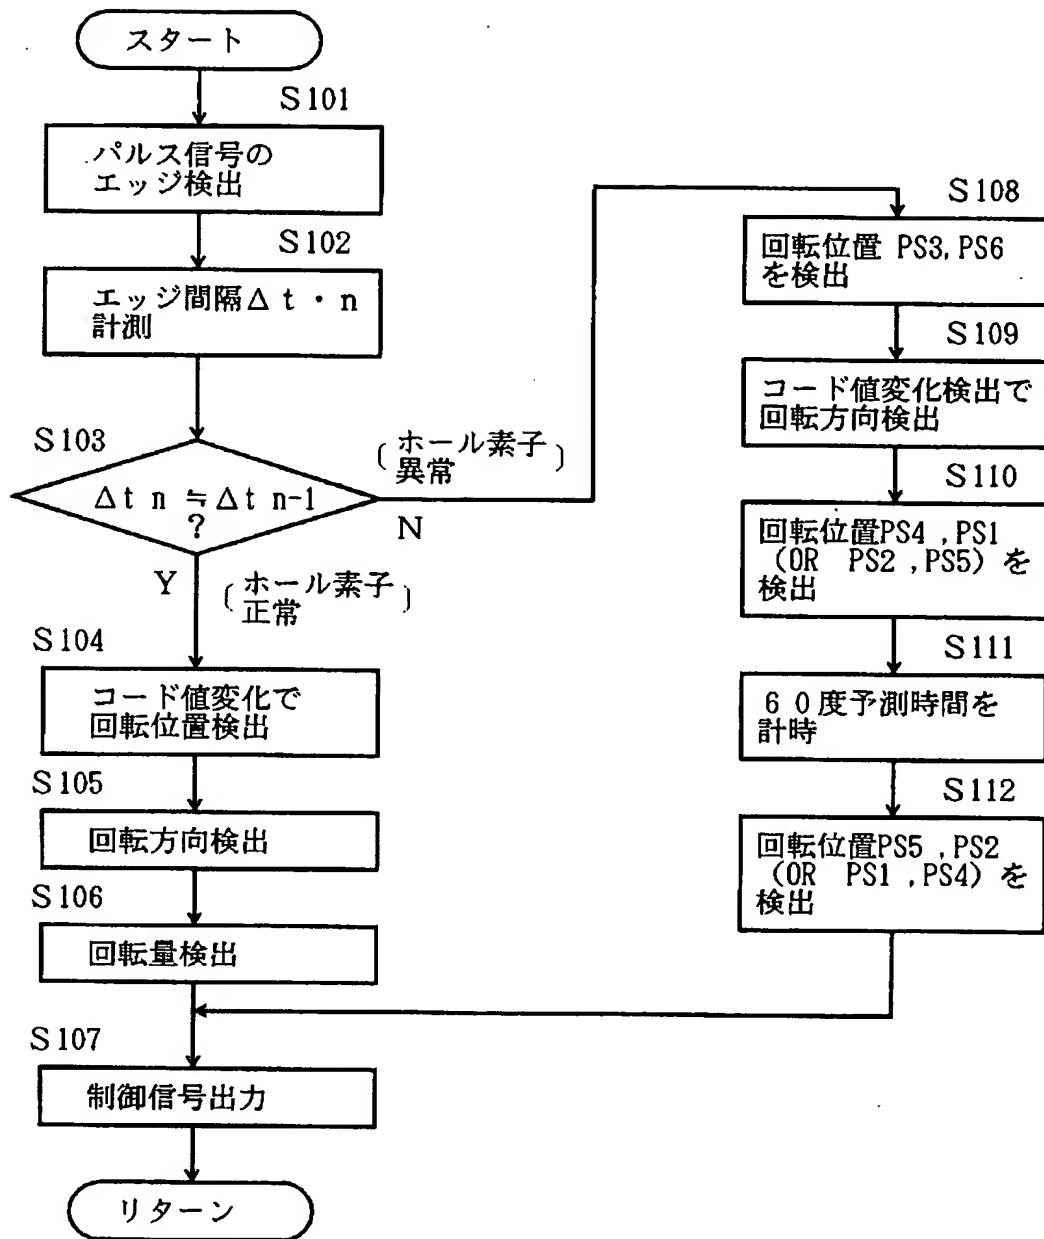 スタート
S101
パルス信号の
エッジ検出
S102
エッジ間隔Δt・n
計測
S103
Δt n ≒ Δt n-1
?
(ホール素子
異常)
N
Y
(ホール素子
正常)
S104
コード値変化で
回転位置検出
S105
回転方向検出
S106
回転量検出
S107
制御信号出力
リターン
S108
回転位置 PS3, PS6
を検出
S109
コード値変化検出で
回転方向検出
S110
回転位置PS4 , PS1
(OR PS2 , PS5) を
検出
S111
60度予測時間を
計時
S112
回転位置PS5 , PS2
(OR PS1 , PS4) を
検出